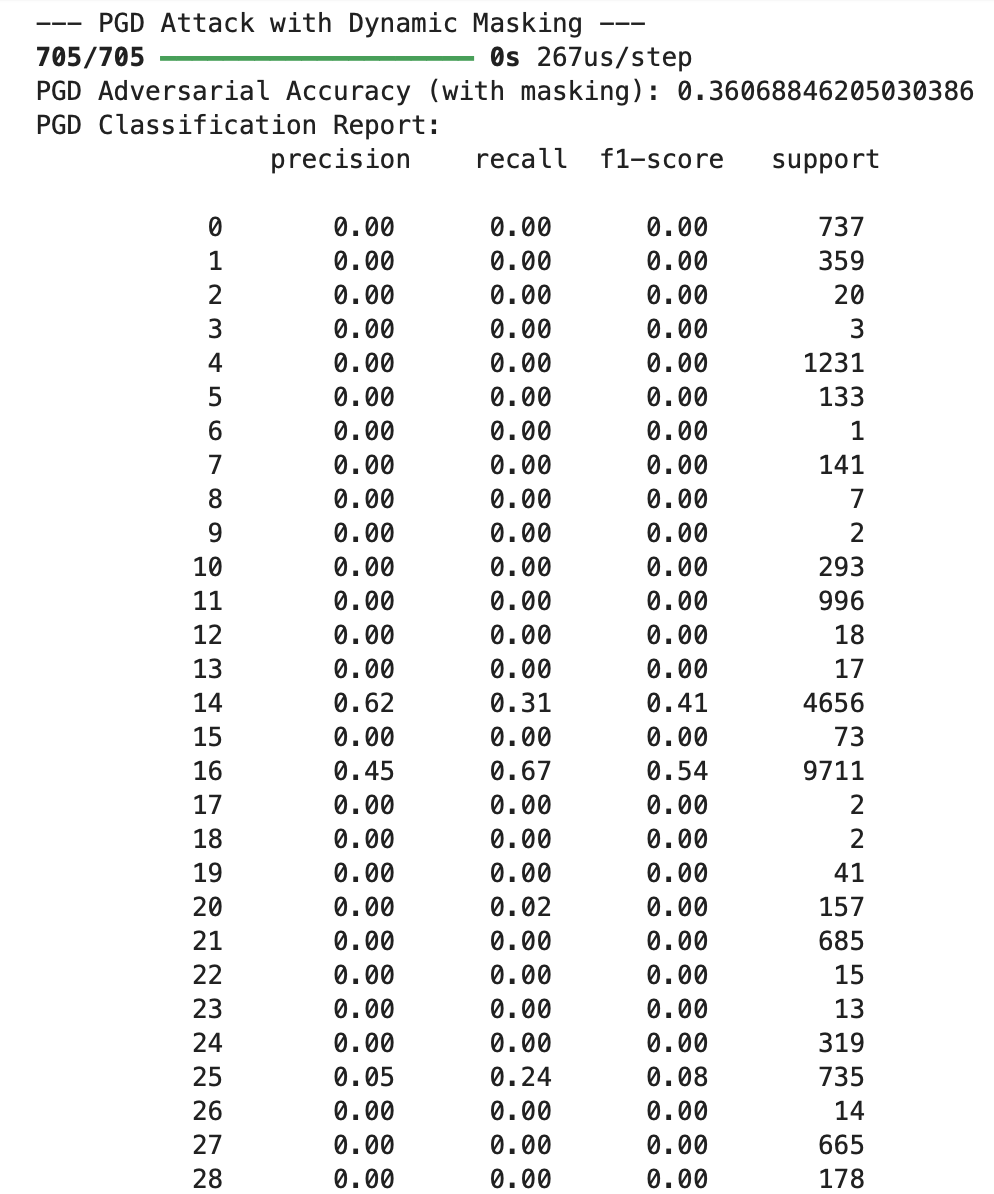 --- PGD Attack with Dynamic Masking ---
705/705 ━━━━━━━━━━━━━━━━━━━━ 0s 267us/step
PGD Adversarial Accuracy (with masking): 0.36068846205030386
PGD Classification Report:
precision recall f1-score support
0 0.00 0.00 0.00 737
1 0.00 0.00 0.00 359
2 0.00 0.00 0.00 20
3 0.00 0.00 0.00 3
4 0.00 0.00 0.00 1231
5 0.00 0.00 0.00 133
6 0.00 0.00 0.00 1
7 0.00 0.00 0.00 141
8 0.00 0.00 0.00 7
9 0.00 0.00 0.00 2
10 0.00 0.00 0.00 293
11 0.00 0.00 0.00 996
12 0.00 0.00 0.00 18
13 0.00 0.00 0.00 17
14 0.62 0.31 0.41 4656
15 0.00 0.00 0.00 73
16 0.45 0.67 0.54 9711
17 0.00 0.00 0.00 2
18 0.00 0.00 0.00 2
19 0.00 0.00 0.00 41
20 0.00 0.02 0.00 157
21 0.00 0.00 0.00 685
22 0.00 0.00 0.00 15
23 0.00 0.00 0.00 13
24 0.00 0.00 0.00 319
25 0.05 0.24 0.08 735
26 0.00 0.00 0.00 14
27 0.00 0.00 0.00 665
28 0.00 0.00 0.00 178